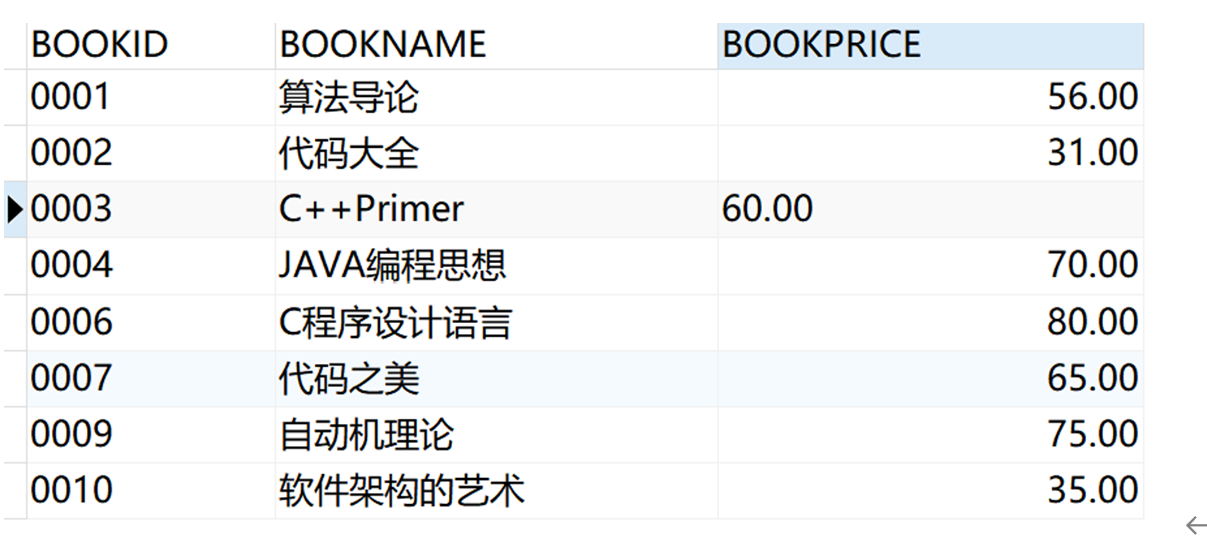 BOOKID BOOKNAME BOOKPRICE
0001 算法导论 56.00
0002 代码大全 31.00
0003 C++Primer 60.00
0004 JAVA编程思想 70.00
0006 C程序设计语言 80.00
0007 代码之美 65.00
0009 自动机理论 75.00
0010 软件架构的艺术 35.00